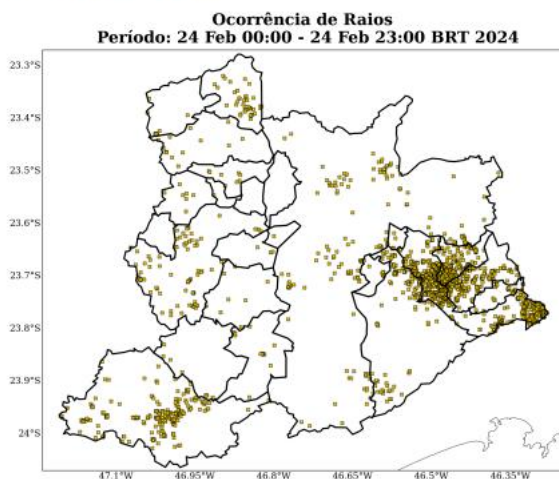 Ocorrência de Raios
Período: 24 Feb 00:00 - 24 Feb 23:00 BRT 2024
23.3°S
23.4°S
23.5°S
23.6°S
23.7°S
23.8°S
23.9°S
24°S
47.1°W 46.95°W 46.8°W 46.65°W 46.5°W 46.35°W